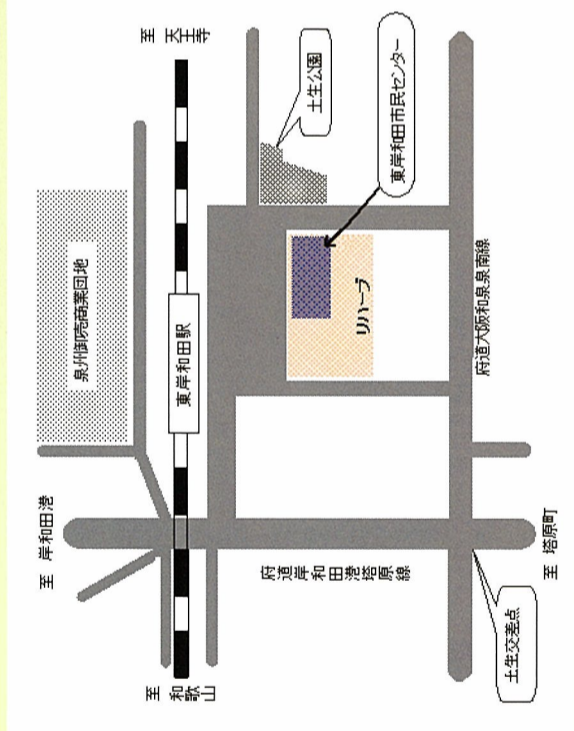 至 天王寺
土生公園
東岸和田市民センター
泉州卸売商業団地
東岸和田駅
リハーブ
府道大阪和泉泉南線
至 岸和田港
府道岸和田港塔原線
至 塔原町
土生交差点
至 和歌山